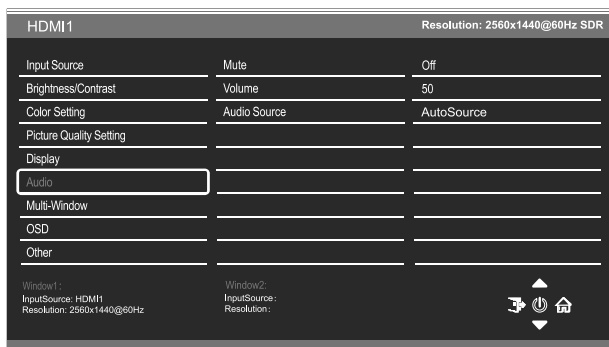 HDMI1 Resolution: 2560x1440@60Hz SDR
Input Source Mute Off
Brightness/Contrast Volume 50
Color Setting Audio Source AutoSource
Picture Quality Setting
Display
Audio
Multi-Window
OSD
Other
Window1: Window2:
InputSource: HDMI1 InputSource:
Resolution: 2560x1440@60Hz Resolution: